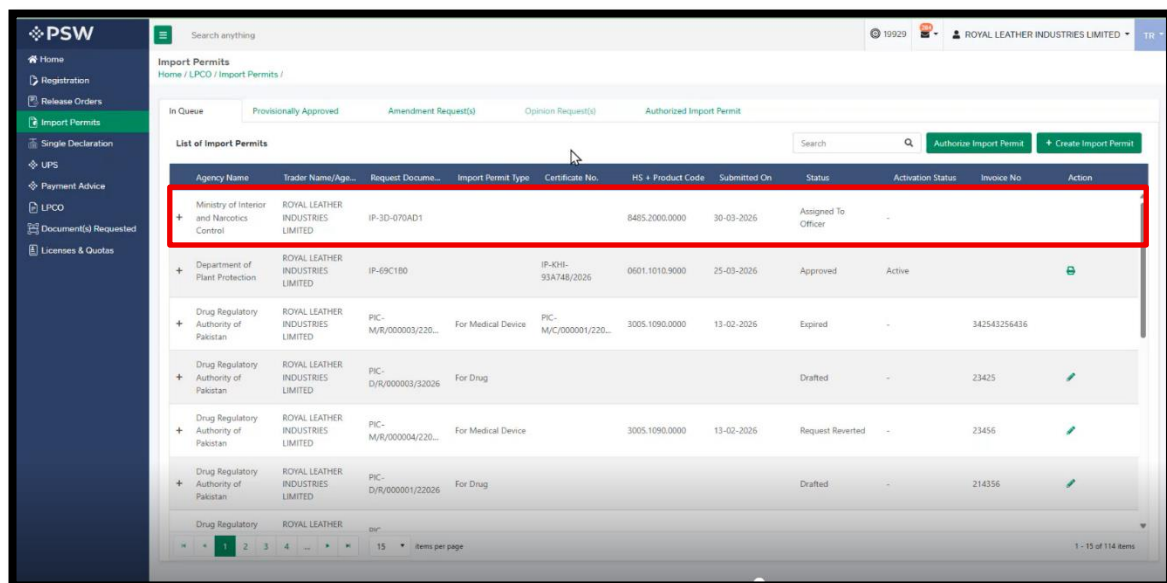 PSW
Search anything
19929
ROYAL LEATHER INDUSTRIES LIMITED
TR
Home
Registration
Release Orders
Import Permits
Single Declaration
UPS
Payment Advice
LPCO
Document(s) Requested
Licenses & Quotas
Import Permits
Home / LPCO / Import Permits /
In Queue Provisionally Approved Amendment Request(s) Opinion Request(s) Authorized Import Permit
List of Import Permits
Search
Authorize Import Permit
+ Create Import Permit
Agency Name Trader Name/Age... Request Docume... Import Permit Type Certificate No. HS + Product Code Submitted On Status Activation Status Invoice No Action
+ Ministry of Interior and Narcotics Control ROYAL LEATHER INDUSTRIES LIMITED IP-3D-070AD1 8485.2000.0000 30-03-2026 Assigned To Officer -
+ Department of Plant Protection ROYAL LEATHER INDUSTRIES LIMITED IP-69C1B0 IP-KHI-93A748/2026 0601.1010.9000 25-03-2026 Approved Active
+ Drug Regulatory Authority of Pakistan ROYAL LEATHER INDUSTRIES LIMITED PIC-M/R/000003/220... For Medical Device PIC-M/C/000001/220... 3005.1090.0000 13-02-2026 Expired - 342543256436
+ Drug Regulatory Authority of Pakistan ROYAL LEATHER INDUSTRIES LIMITED PIC-D/R/000003/32026 For Drug Drafted - 23425
+ Drug Regulatory Authority of Pakistan ROYAL LEATHER INDUSTRIES LIMITED PIC-M/R/000004/220... For Medical Device 3005.1090.0000 13-02-2026 Request Reverted - 23456
+ Drug Regulatory Authority of Pakistan ROYAL LEATHER INDUSTRIES LIMITED PIC-D/R/000001/22026 For Drug Drafted - 214356
Drug Regulatory ROYAL LEATHER
1 2 3 4 ... 15 items per page 1 - 15 of 114 items